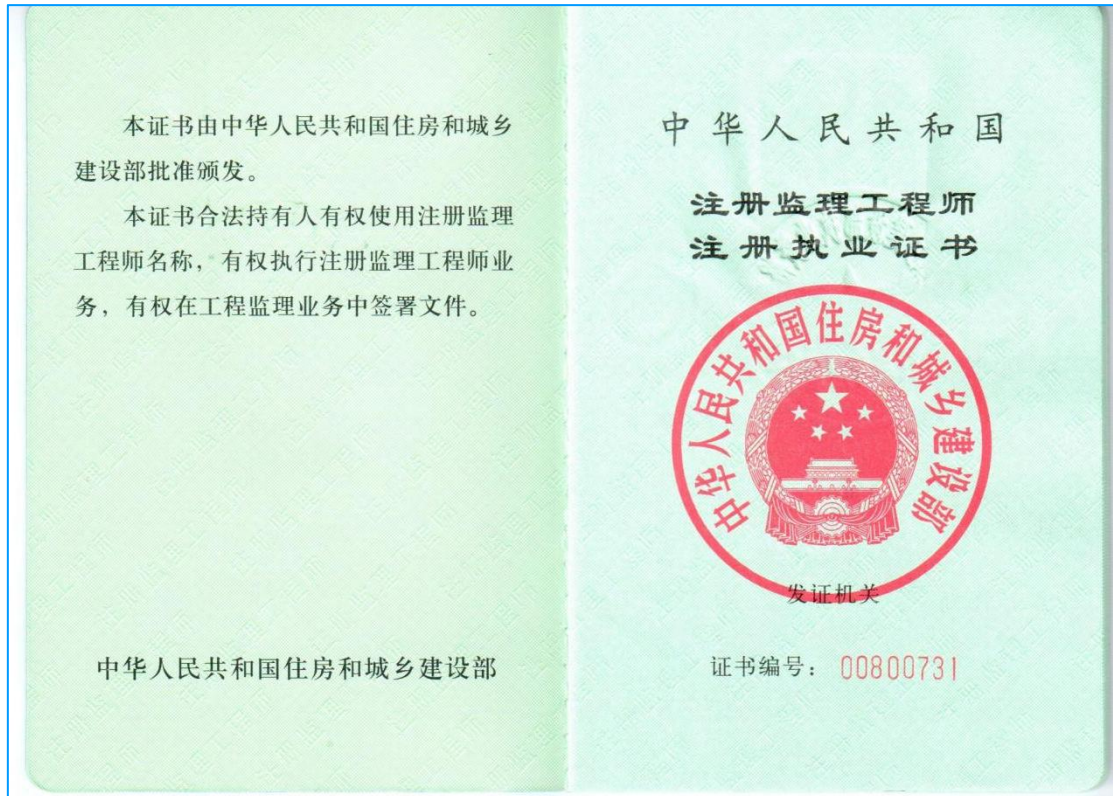 本证书由中华人民共和国住房和城乡
建设部批准颁发。
本证书合法持有人有权使用注册监理
工程师名称，有权执行注册监理工程师业
务，有权在工程监理业务中签署文件。
中华人民共和国住房和城乡建设部
中华人民共和国
注册监理工程师
注册执业证书
中华人民共和国住房和城乡建设部
发证机关
证书编号：00800731